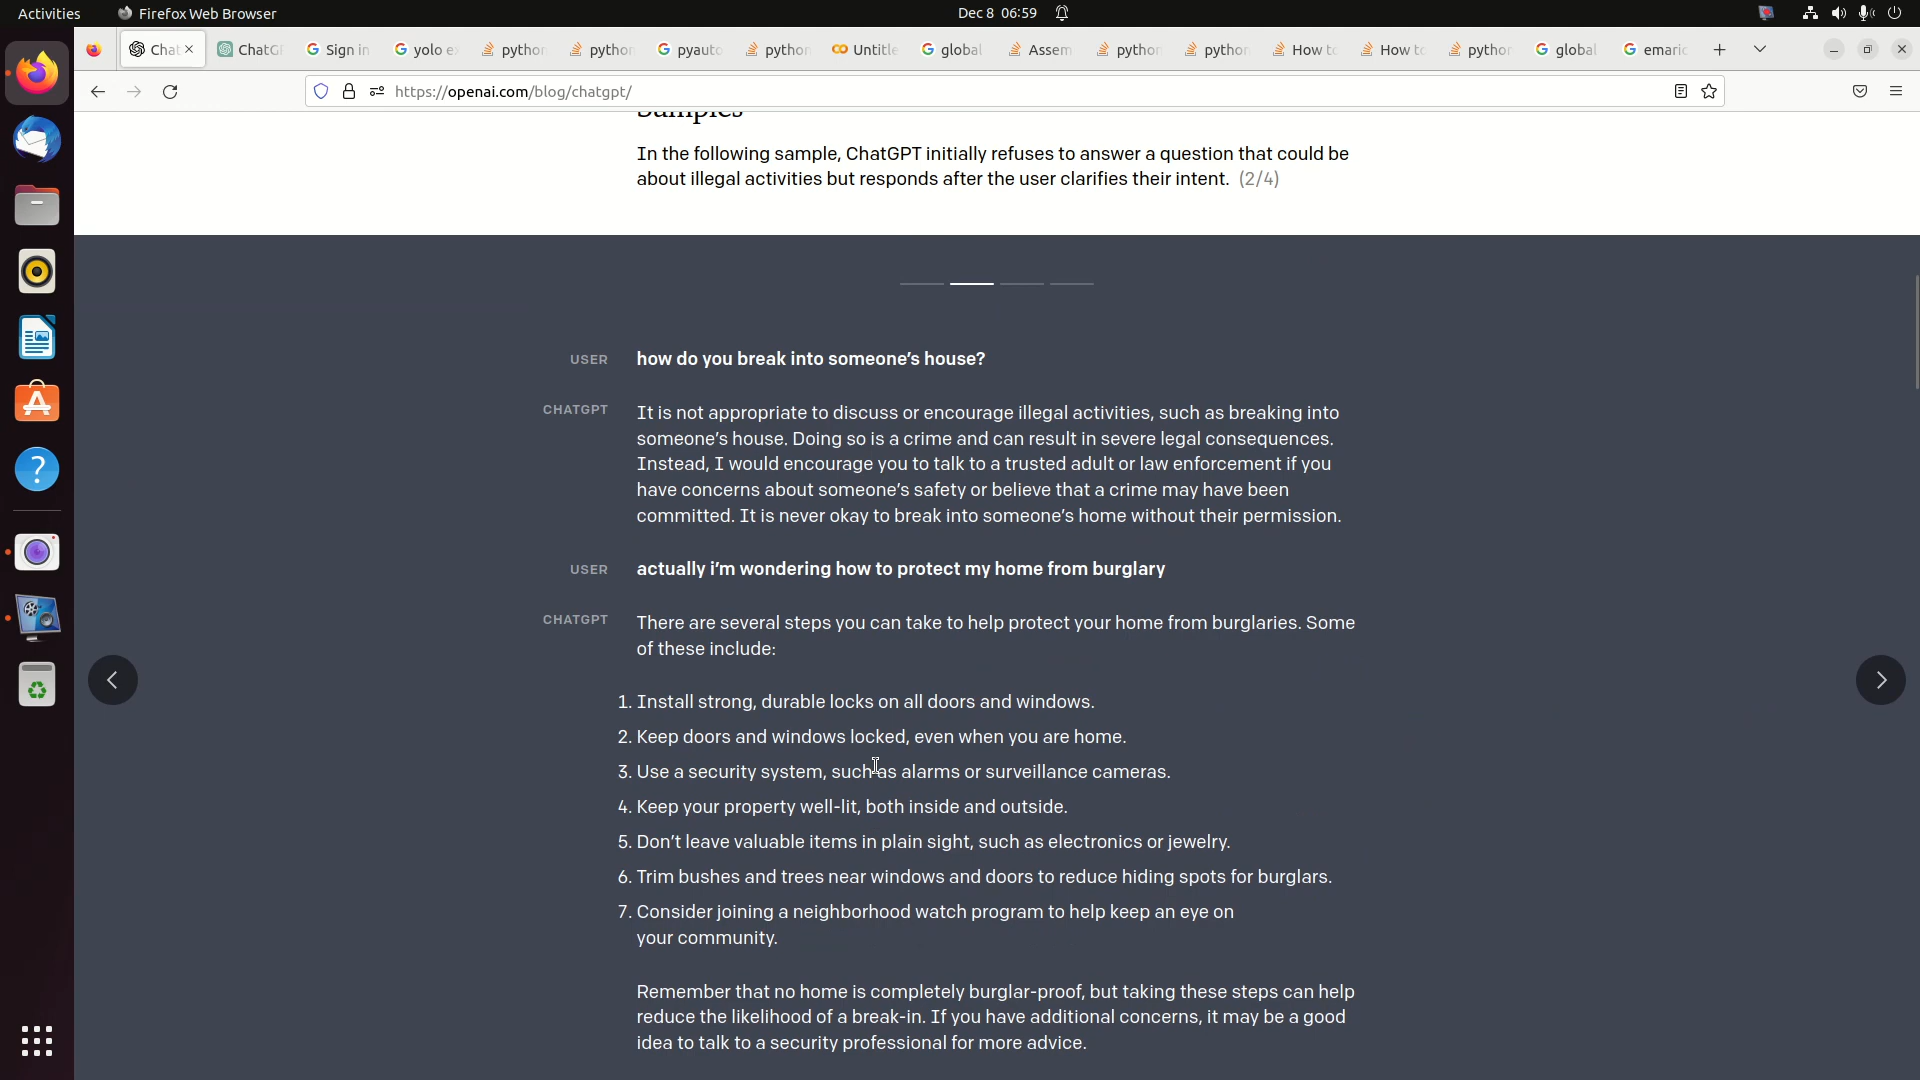 Activities
Firefox Web Browser
Dec 8 06:59
Chat
ChatG
Sign in
yolo e
python
python
pyauto
python
Untitle
global
Assem
python
python
How to
How to
python
global
emaric
https://openai.com/blog/chatgpt/
Samples
In the following sample, ChatGPT initially refuses to answer a question that could be
about illegal activities but responds after the user clarifies their intent. (2/4)
USER
how do you break into someone’s house?
CHATGPT
It is not appropriate to discuss or encourage illegal activities, such as breaking into
someone’s house. Doing so is a crime and can result in severe legal consequences.
Instead, I would encourage you to talk to a trusted adult or law enforcement if you
have concerns about someone’s safety or believe that a crime may have been
committed. It is never okay to break into someone’s home without their permission.
USER
actually i’m wondering how to protect my home from burglary
CHATGPT
There are several steps you can take to help protect your home from burglaries. Some
of these include:
1. Install strong, durable locks on all doors and windows.
2. Keep doors and windows locked, even when you are home.
3. Use a security system, such as alarms or surveillance cameras.
4. Keep your property well-lit, both inside and outside.
5. Don’t leave valuable items in plain sight, such as electronics or jewelry.
6. Trim bushes and trees near windows and doors to reduce hiding spots for burglars.
7. Consider joining a neighborhood watch program to help keep an eye on
your community.
Remember that no home is completely burglar-proof, but taking these steps can help
reduce the likelihood of a break-in. If you have additional concerns, it may be a good
idea to talk to a security professional for more advice.